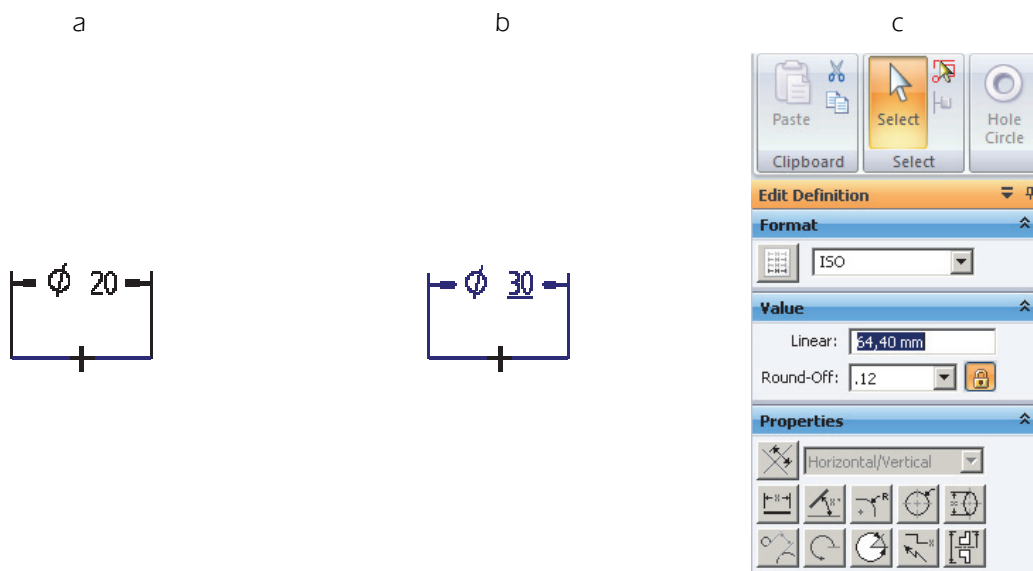 a
b
c
Paste
Select
Hole
Circle
Clipboard
Select
Edit Definition
Format
ISO
Value
Linear: 64,40 mm
Round-Off: .12
Properties
Horizontal/Vertical
⌀ 20
⌀ 30